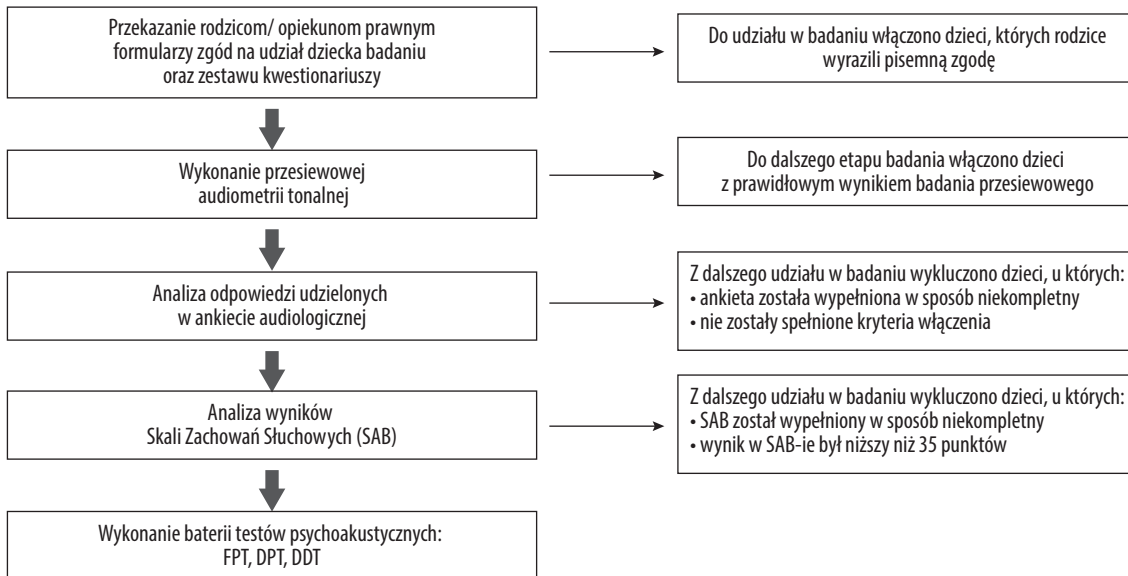 Przekazanie rodzicom/ opiekunom prawnym
formularzy zgód na udział dziecka badaniu
oraz zestawu kwestionariuszy
Do udziału w badaniu włączono dzieci, których rodzice
wyrazili pisemną zgodę
Wykonanie przesiewowej
audiometrii tonalnej
Do dalszego etapu badania włączono dzieci
z prawidłowym wynikiem badania przesiewowego
Analiza odpowiedzi udzielonych
w ankiecie audiologicznej
Z dalszego udziału w badaniu wykluczono dzieci, u których:
• ankieta została wypełniona w sposób niekompletny
• nie zostały spełnione kryteria włączenia
Analiza wyników
Skali Zachowań Słuchowych (SAB)
Z dalszego udziału w badaniu wykluczono dzieci, u których:
• SAB został wypełniony w sposób niekompletny
• wynik w SAB-ie był niższy niż 35 punktów
Wykonanie baterii testów psychoakustycznych:
FPT, DPT, DDT